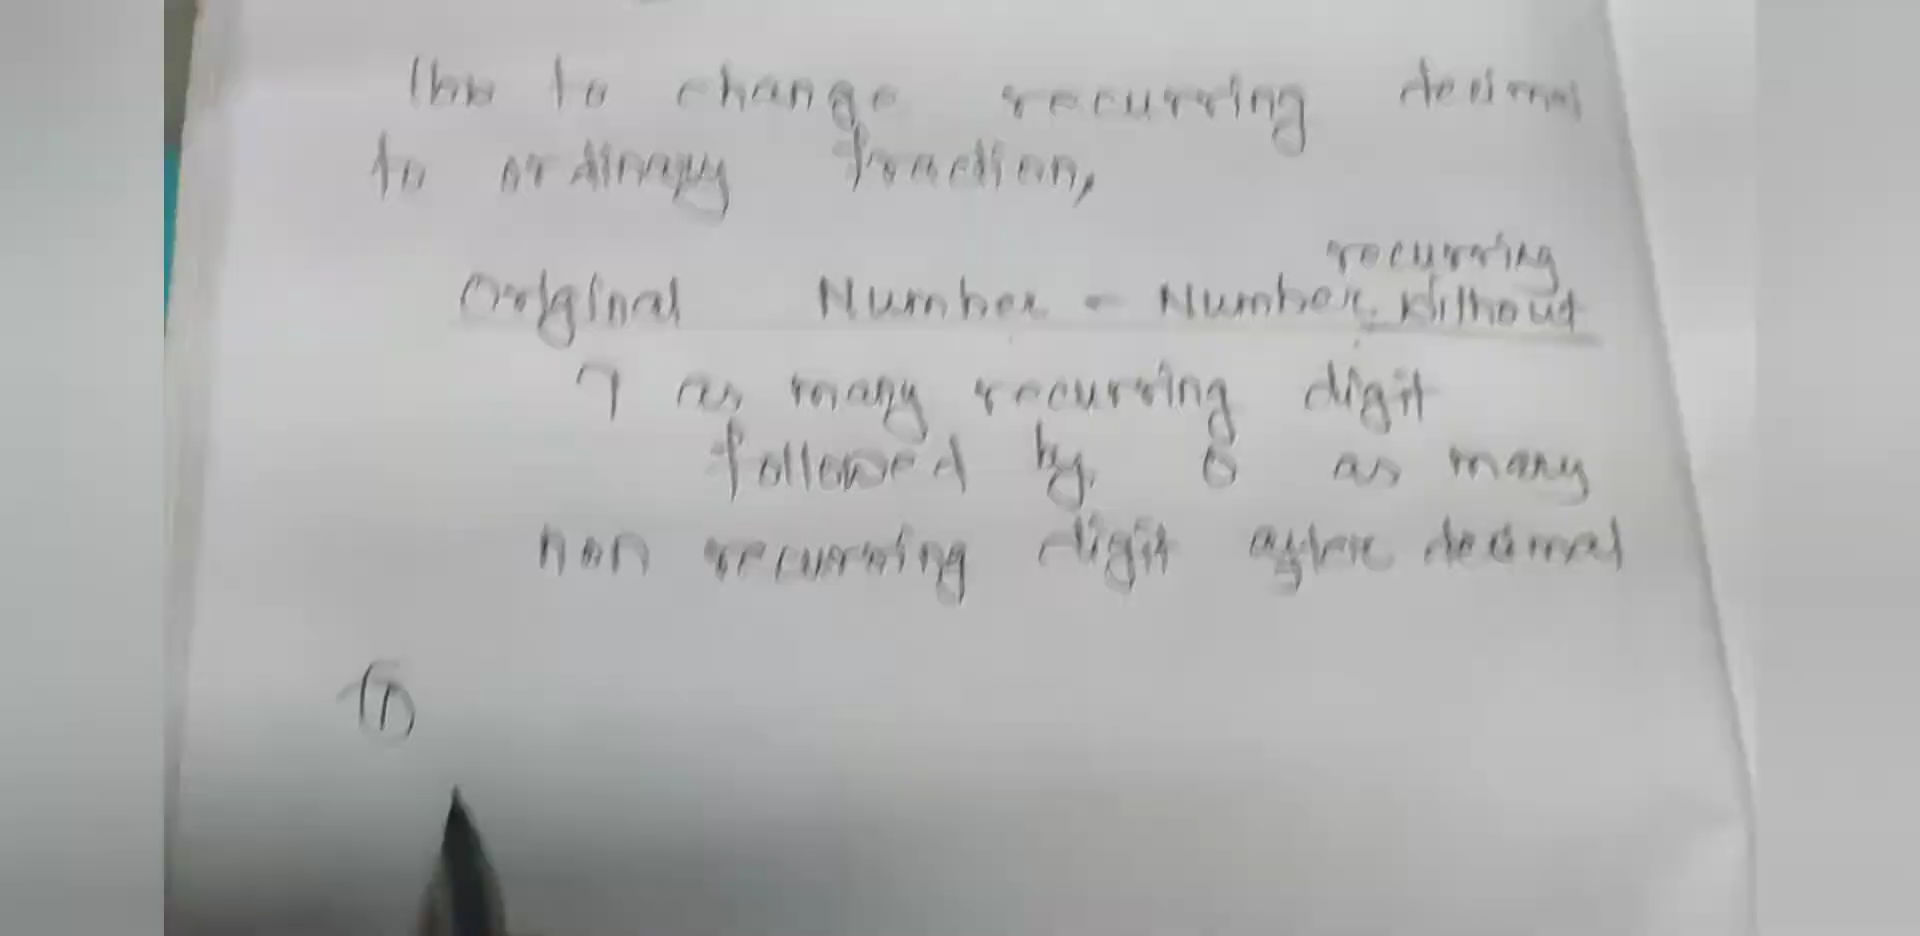 How to change recurring decimal
to ordinary fraction,
Original Number - Number without recurring
9 as many recurring digit
followed by 0 as many
non recurring digit after decimal
①